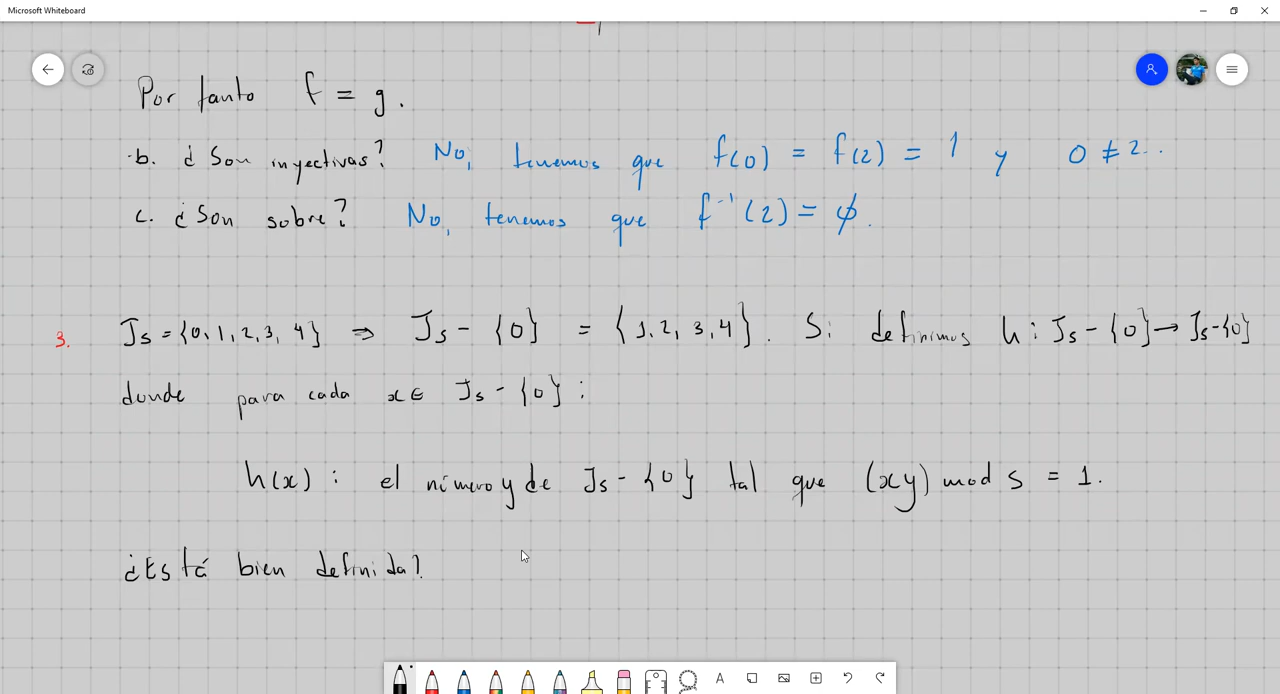 Microsoft Whiteboard
Por tanto f = g.
b. ¿Son inyectivas? No, tenemos que f(0) = f(2) = 1 y 0 ≠ 2.
c. ¿Son sobre? No, tenemos que f⁻¹(2) = ∅.
3. J₅ = {0, 1, 2, 3, 4} ⇒ J₅ - {0} = {1, 2, 3, 4}. Si definimos h: J₅ - {0} → J₅ - {0}
donde para cada x ∈ J₅ - {0}:
h(x): el número y de J₅ - {0} tal que (xy) mod 5 = 1.
¿Está bien definida?
A